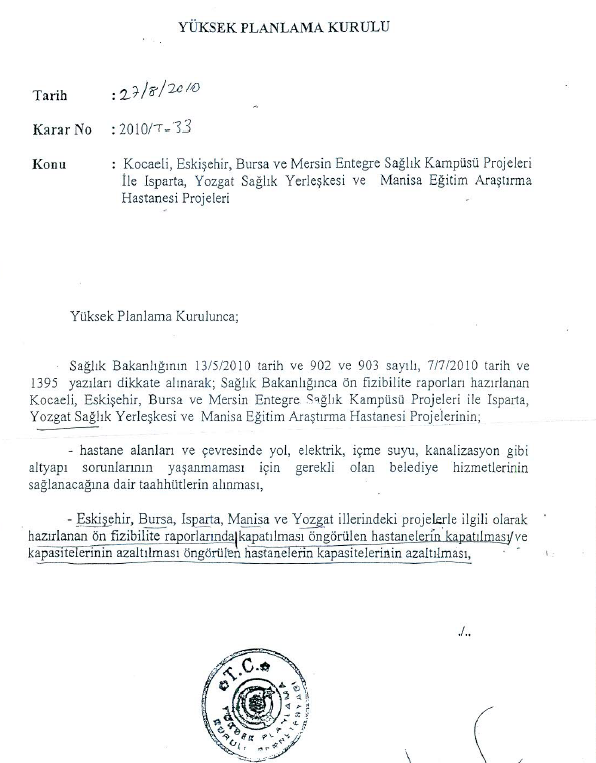 YÜKSEK PLANLAMA KURULU
Tarih : 27/8/2010
Karar No : 2010/T-33
Konu : Kocaeli, Eskişehir, Bursa ve Mersin Entegre Sağlık Kampüsü Projeleri
İle Isparta, Yozgat Sağlık Yerleşkesi ve Manisa Eğitim Araştırma
Hastanesi Projeleri
Yüksek Planlama Kurulunca;
Sağlık Bakanlığının 13/5/2010 tarih ve 902 ve 903 sayılı, 7/7/2010 tarih ve
1395 yazıları dikkate alınarak; Sağlık Bakanlığınca ön fizibilite raporları hazırlanan
Kocaeli, Eskişehir, Bursa ve Mersin Entegre Sağlık Kampüsü Projeleri ile Isparta,
Yozgat Sağlık Yerleşkesi ve Manisa Eğitim Araştırma Hastanesi Projelerinin;
- hastane alanları ve çevresinde yol, elektrik, içme suyu, kanalizasyon gibi
altyapı sorunlarının yaşanmaması için gerekli olan belediye hizmetlerinin
sağlanacağına dair taahhütlerin alınması,
- Eskişehir, Bursa, Isparta, Manisa ve Yozgat illerindeki projelerle ilgili olarak
hazırlanan ön fizibilite raporlarında kapatılması öngörülen hastanelerin kapatılması ve
kapasitelerinin azaltılması öngörülen hastanelerin kapasitelerinin azaltılması,
./..
T.C.
YÜKSEK PLANLAMA
KURULU